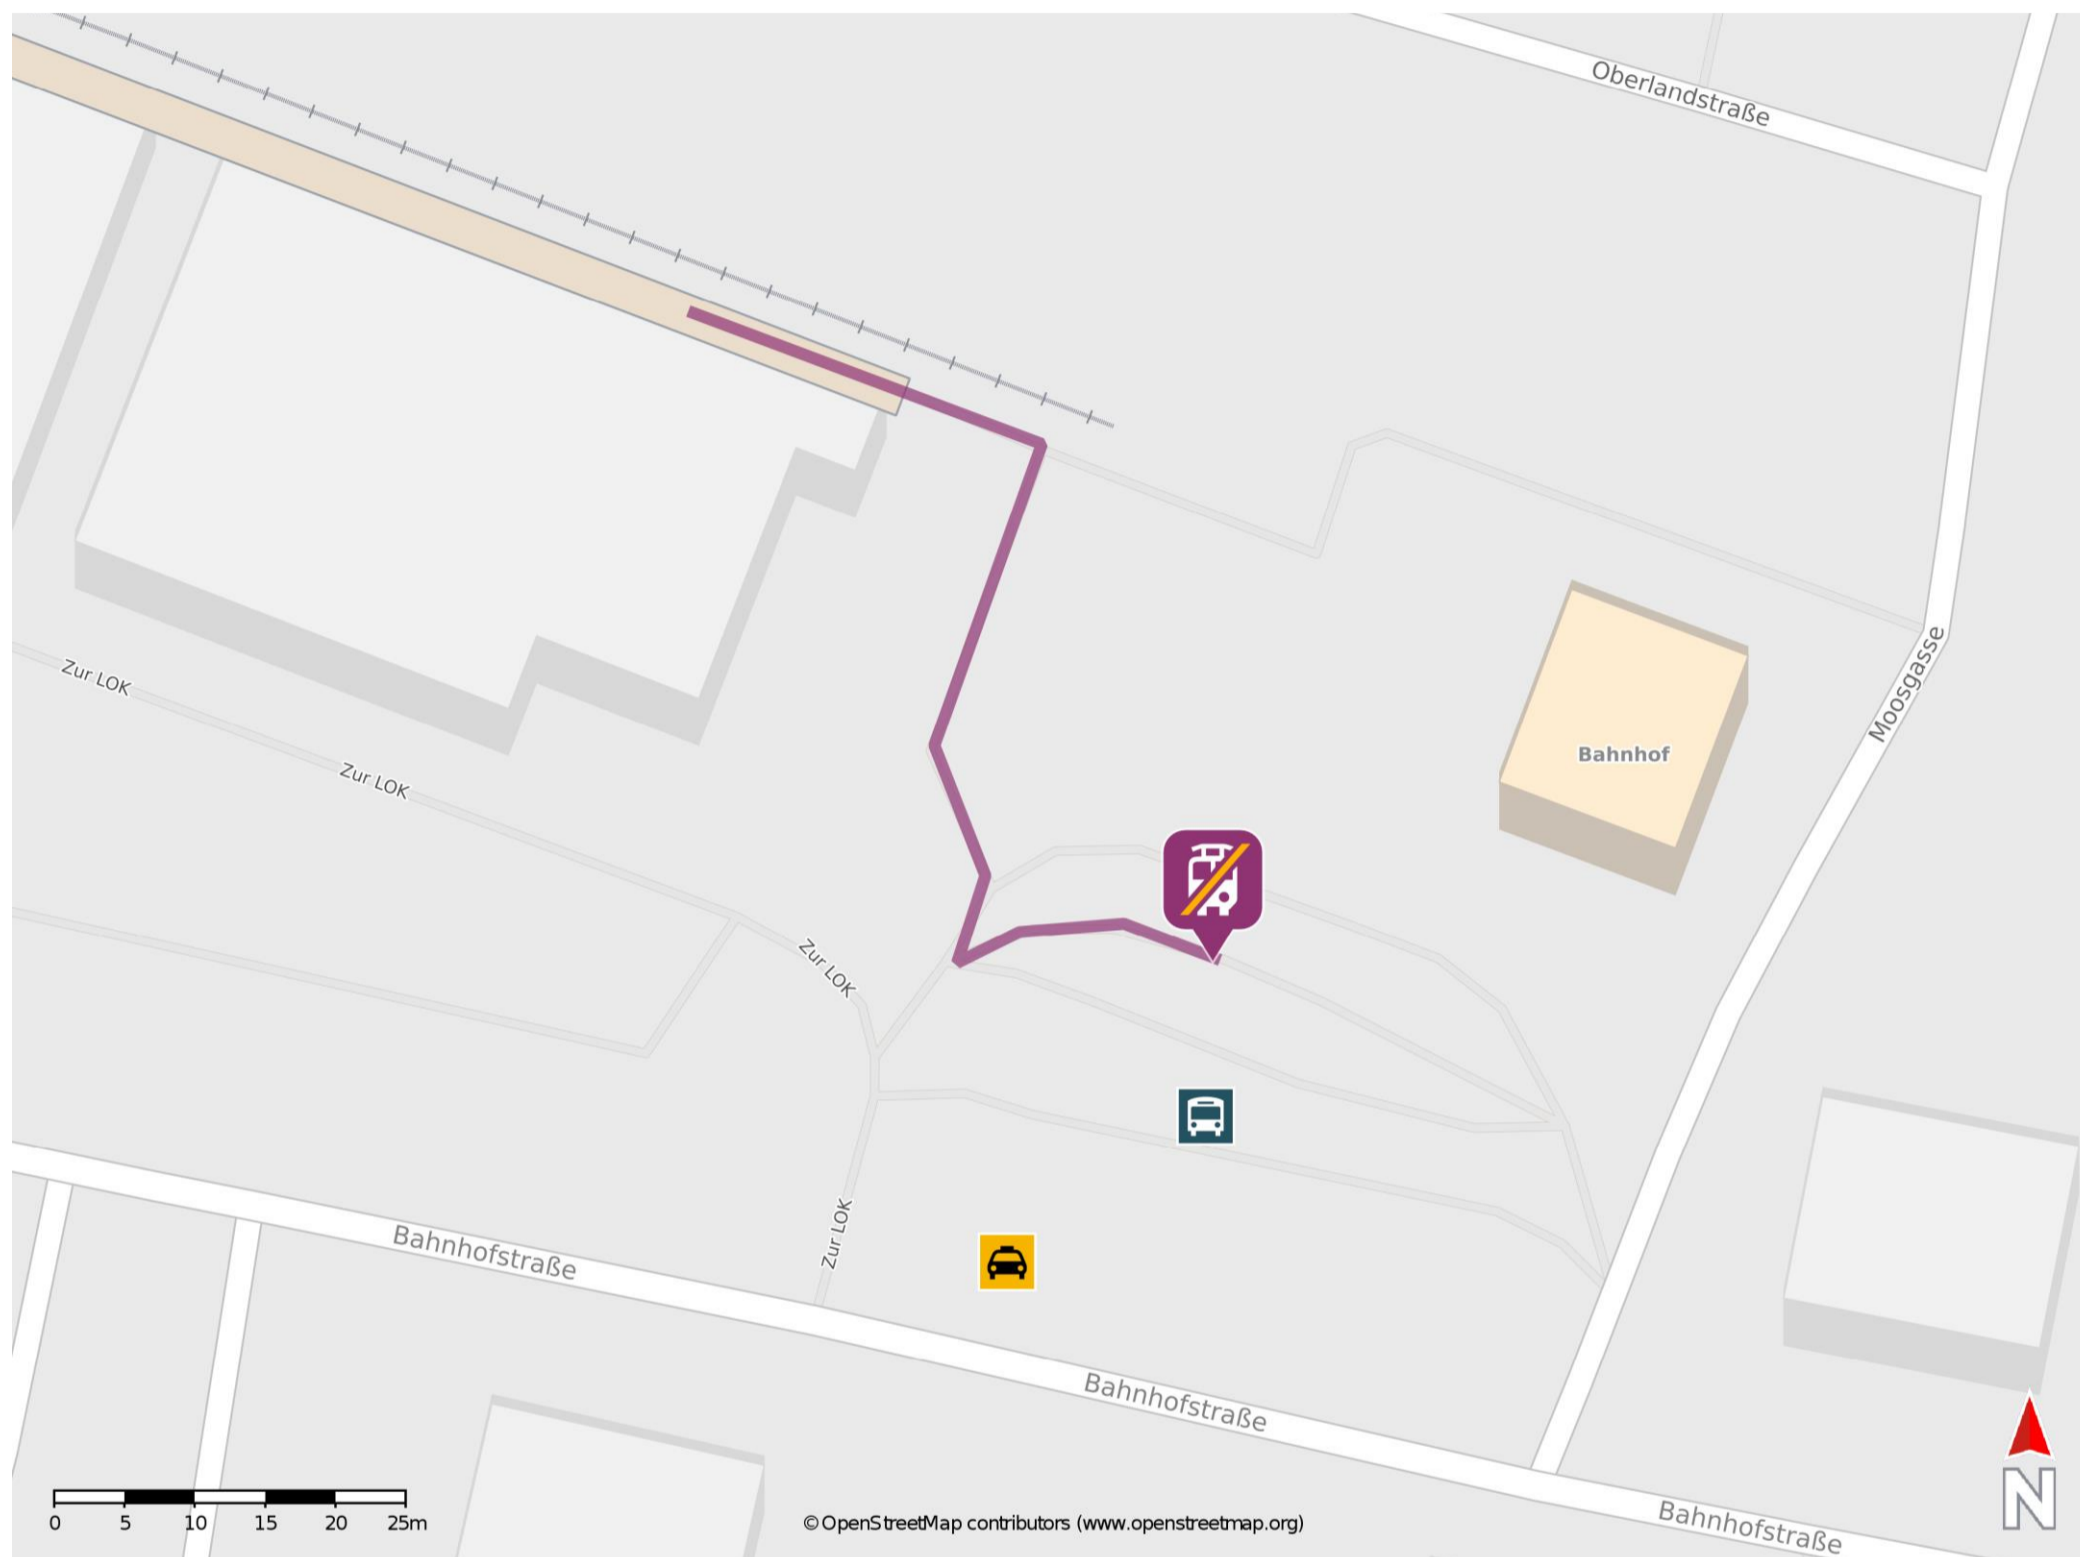 Oberlandstraße
Moosgasse
Zur LOK
Bahnhof
Zur LOK
Zur LOK
Zur LOK
Bahnhofstraße
Bahnhofstraße
Bahnhofstraße
N
0 5 10 15 20 25m
© OpenStreetMap contributors (www.openstreetmap.org)